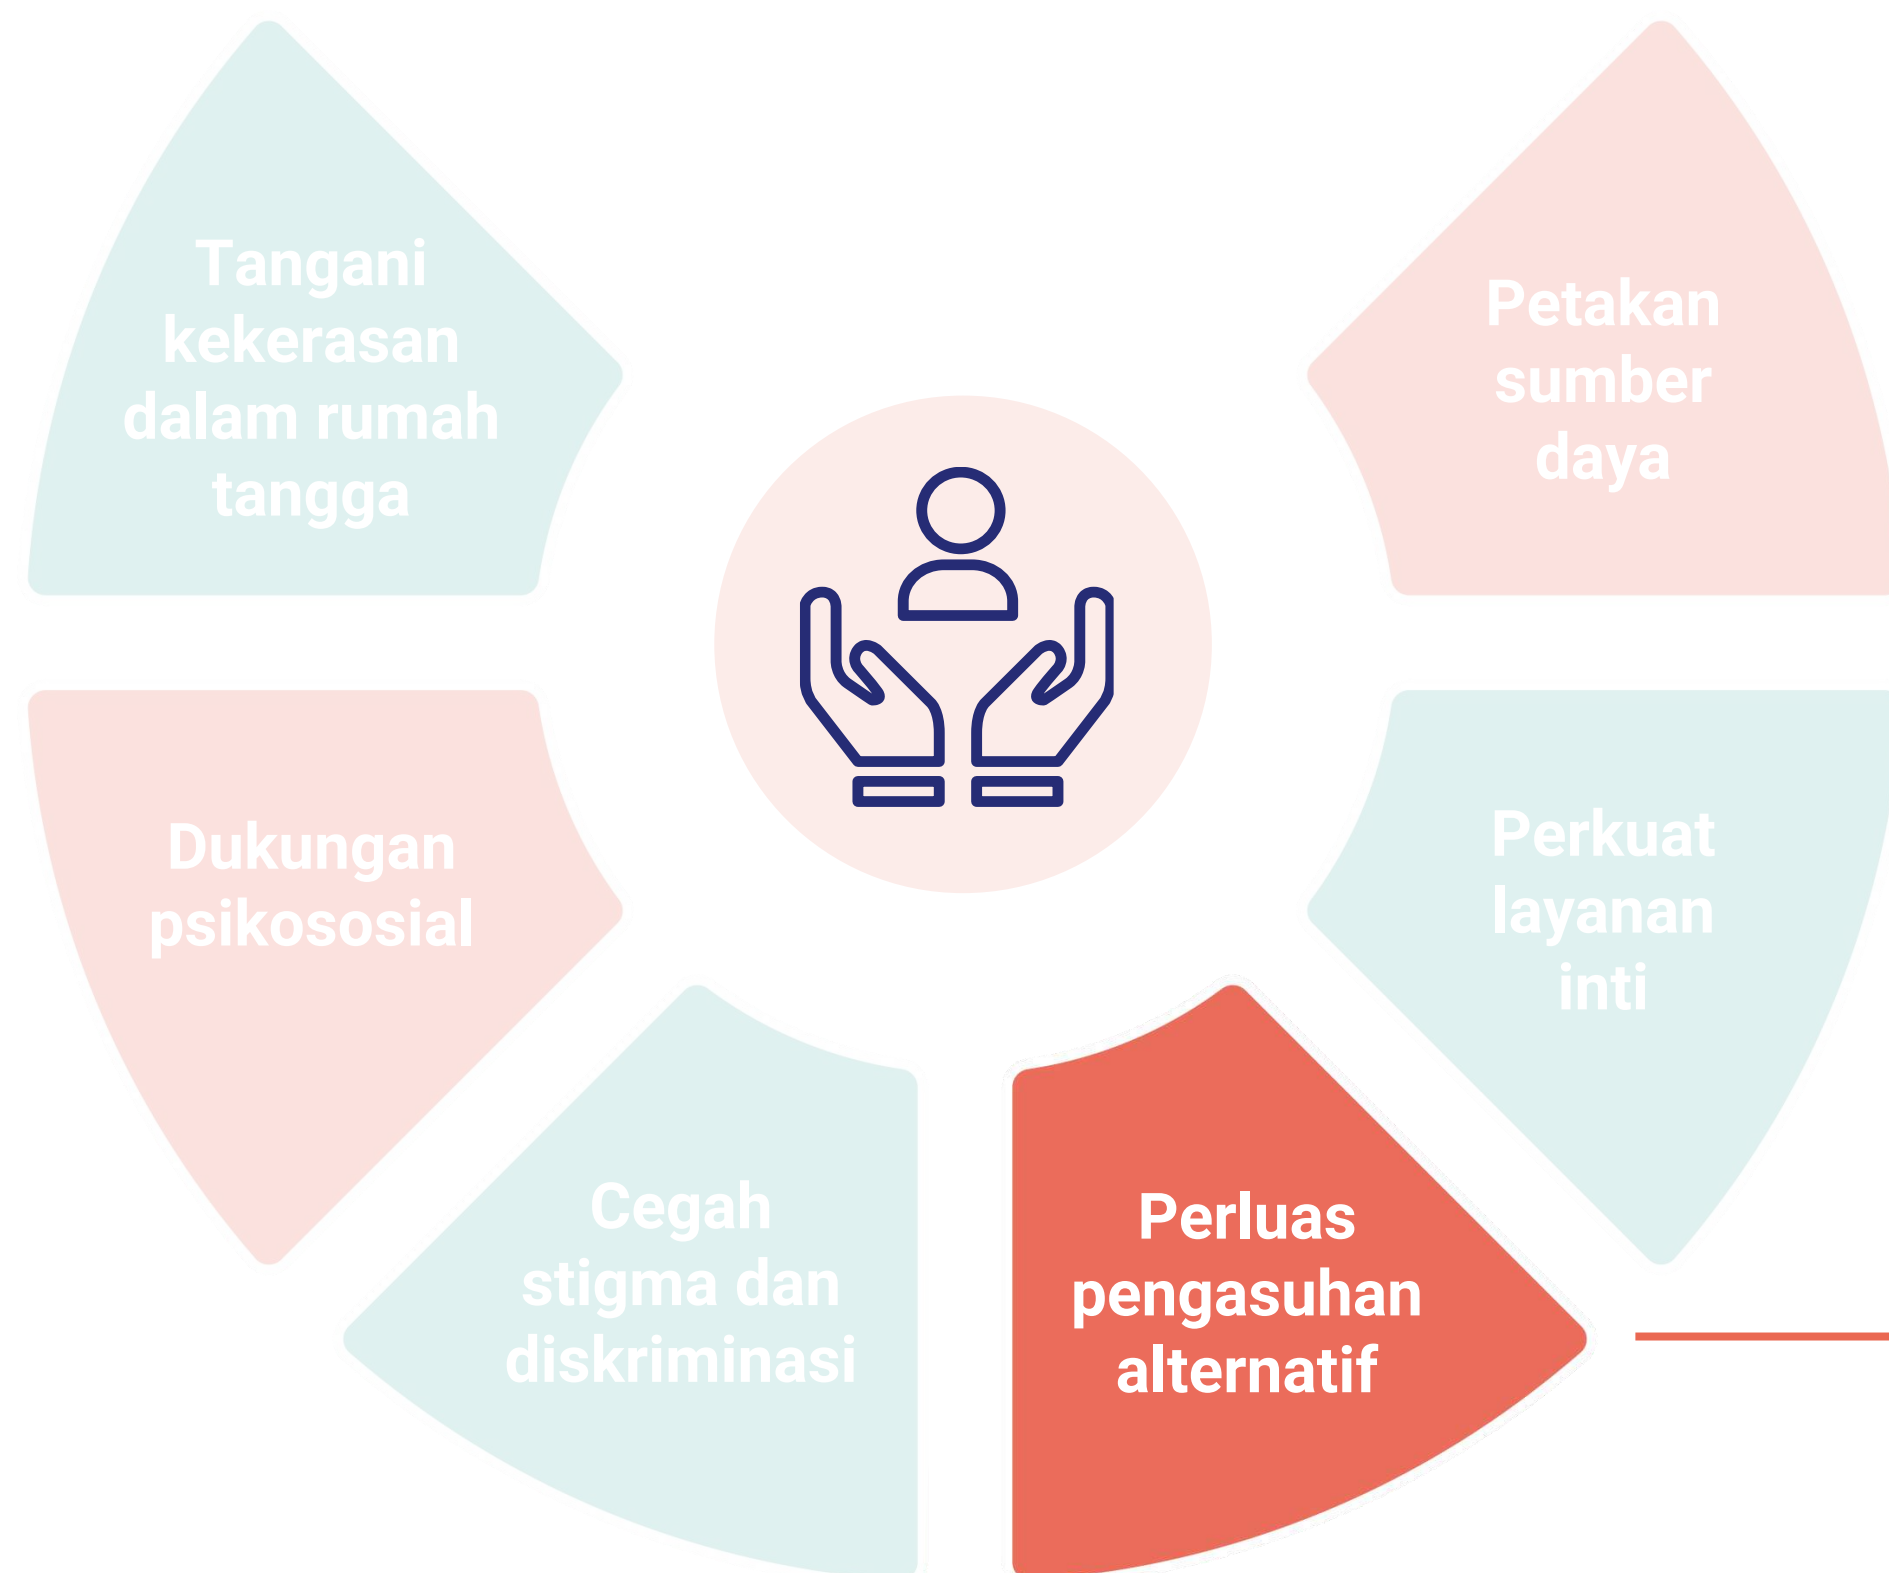 Tangani
kekerasan
dalam rumah
tangga
Petakan
sumber
daya
Dukungan
psikososial
Perkuat
layanan
inti
Cegah
stigma dan
diskriminasi
Perluas
pengasuhan
alternatif